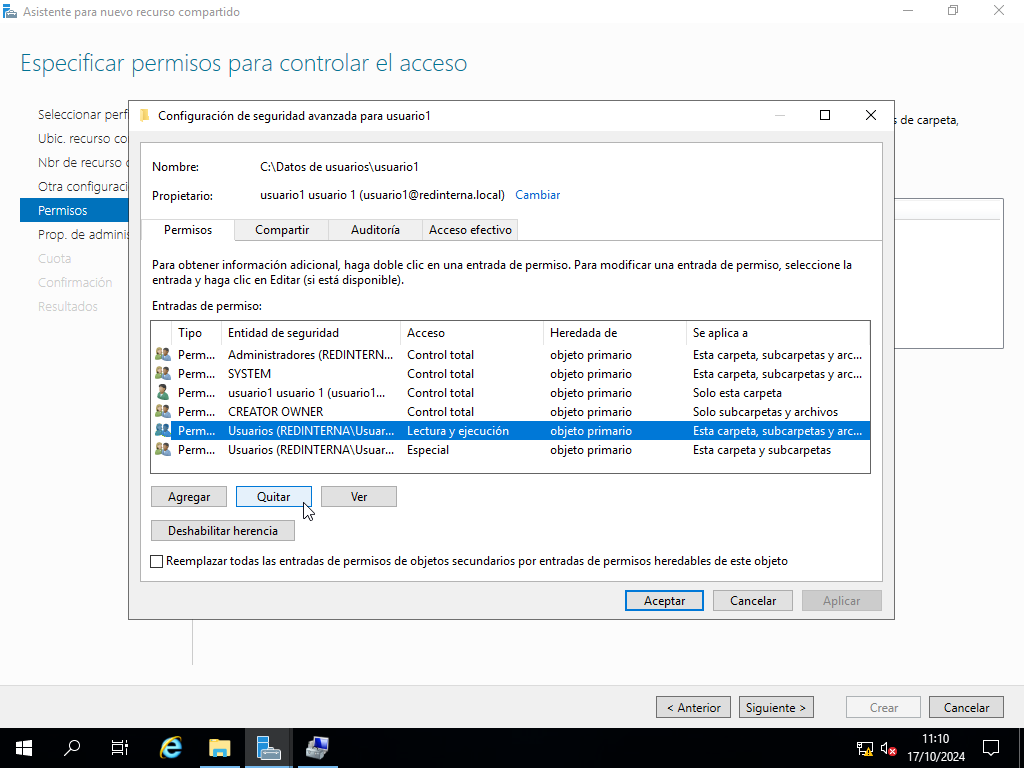 Asistente para nuevo recurso compartido
Especificar permisos para controlar el acceso
Seleccionar perf
Ubic. recurso co
Nbr de recurso
Otra configuraci
Permisos
Prop. de adminis
Cuota
Confirmación
Resultados
s de carpeta,
Configuración de seguridad avanzada para usuario1
Nombre: C:\Datos de usuarios\usuario1
Propietario: usuario1 usuario 1 (usuario1@redinterna.local) Cambiar
Permisos Compartir Auditoría Acceso efectivo
Para obtener información adicional, haga doble clic en una entrada de permiso. Para modificar una entrada de permiso, seleccione la
entrada y haga clic en Editar (si está disponible).
Entradas de permiso:
Tipo Entidad de seguridad Acceso Heredada de Se aplica a
Perm... Administradores (REDINTERN... Control total objeto primario Esta carpeta, subcarpetas y arc...
Perm... SYSTEM Control total objeto primario Esta carpeta, subcarpetas y arc...
Perm... usuario1 usuario 1 (usuario1... Control total objeto primario Solo esta carpeta
Perm... CREATOR OWNER Control total objeto primario Solo subcarpetas y archivos
Perm... Usuarios (REDINTERNA\Usuar... Lectura y ejecución objeto primario Esta carpeta, subcarpetas y arc...
Perm... Usuarios (REDINTERNA\Usuar... Especial objeto primario Esta carpeta y subcarpetas
Agregar Quitar Ver
Deshabilitar herencia
Reemplazar todas las entradas de permisos de objetos secundarios por entradas de permisos heredables de este objeto
Aceptar Cancelar Aplicar
< Anterior Siguiente > Crear Cancelar
11:10
17/10/2024